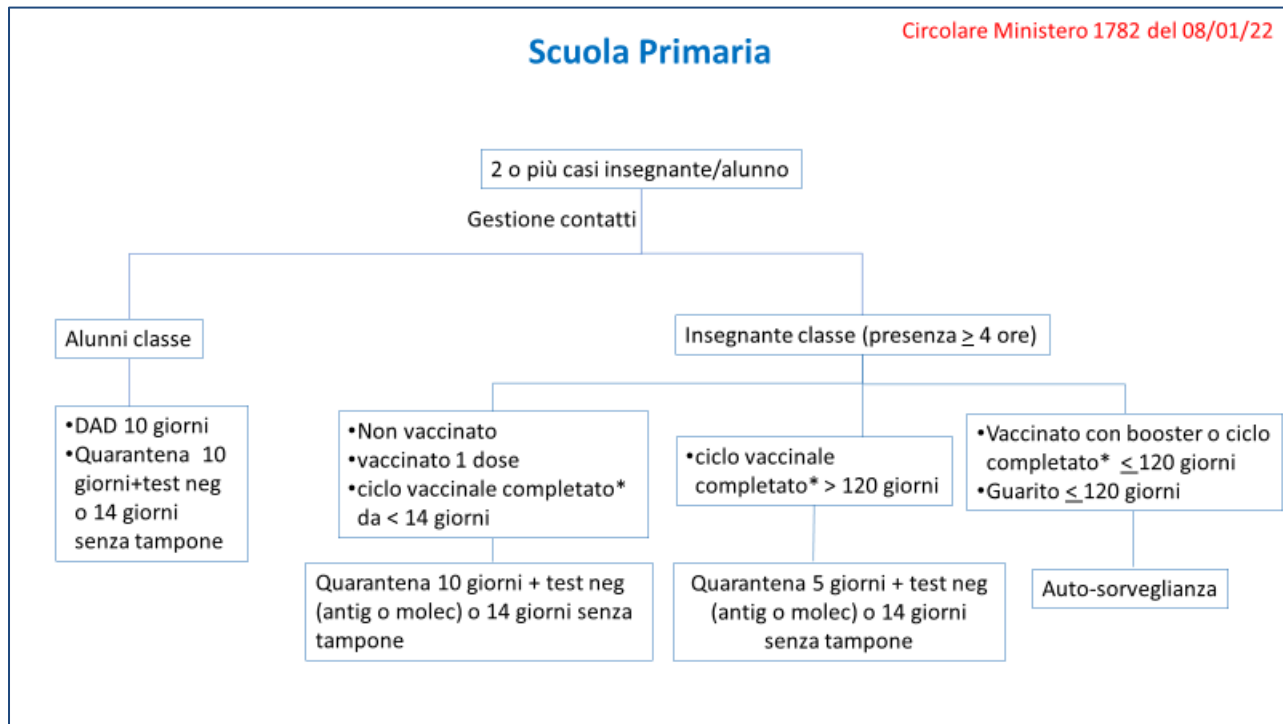 Circolare Ministero 1782 del 08/01/22
Scuola Primaria
2 o più casi insegnante/alunno
Gestione contatti
Alunni classe
Insegnante classe (presenza > 4 ore)
•DAD 10 giorni
•Quarantena 10
giorni+test neg
o 14 giorni
senza tampone
•Non vaccinato
•vaccinato 1 dose
•ciclo vaccinale completato*
da < 14 giorni
•ciclo vaccinale
completato* > 120 giorni
•Vaccinato con booster o ciclo
completato* < 120 giorni
•Guarito < 120 giorni
Quarantena 10 giorni + test neg
(antig o molec) o 14 giorni senza
tampone
Quarantena 5 giorni + test neg
(antig o molec) o 14 giorni
senza tampone
Auto-sorveglianza